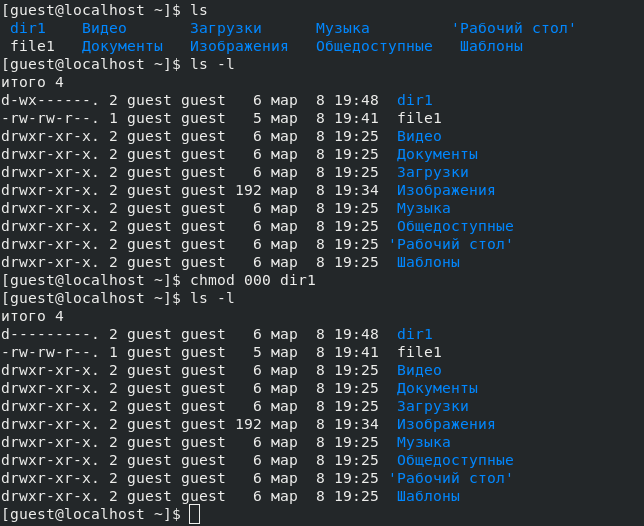 [guest@localhost ~]$ ls
dir1 Видео Загрузки Музыка 'Рабочий стол'
file1 Документы Изображения Общедоступные Шаблоны
[guest@localhost ~]$ ls -l
итого 4
d-wx------. 2 guest guest 6 мар 8 19:48 dir1
-rw-rw-r--. 1 guest guest 5 мар 8 19:41 file1
drwxr-xr-x. 2 guest guest 6 мар 8 19:25 Видео
drwxr-xr-x. 2 guest guest 6 мар 8 19:25 Документы
drwxr-xr-x. 2 guest guest 6 мар 8 19:25 Загрузки
drwxr-xr-x. 2 guest guest 192 мар 8 19:34 Изображения
drwxr-xr-x. 2 guest guest 6 мар 8 19:25 Музыка
drwxr-xr-x. 2 guest guest 6 мар 8 19:25 Общедоступные
drwxr-xr-x. 2 guest guest 6 мар 8 19:25 'Рабочий стол'
drwxr-xr-x. 2 guest guest 6 мар 8 19:25 Шаблоны
[guest@localhost ~]$ chmod 000 dir1
[guest@localhost ~]$ ls -l
итого 4
d---------. 2 guest guest 6 мар 8 19:48 dir1
-rw-rw-r--. 1 guest guest 5 мар 8 19:41 file1
drwxr-xr-x. 2 guest guest 6 мар 8 19:25 Видео
drwxr-xr-x. 2 guest guest 6 мар 8 19:25 Документы
drwxr-xr-x. 2 guest guest 6 мар 8 19:25 Загрузки
drwxr-xr-x. 2 guest guest 192 мар 8 19:34 Изображения
drwxr-xr-x. 2 guest guest 6 мар 8 19:25 Музыка
drwxr-xr-x. 2 guest guest 6 мар 8 19:25 Общедоступные
drwxr-xr-x. 2 guest guest 6 мар 8 19:25 'Рабочий стол'
drwxr-xr-x. 2 guest guest 6 мар 8 19:25 Шаблоны
[guest@localhost ~]$